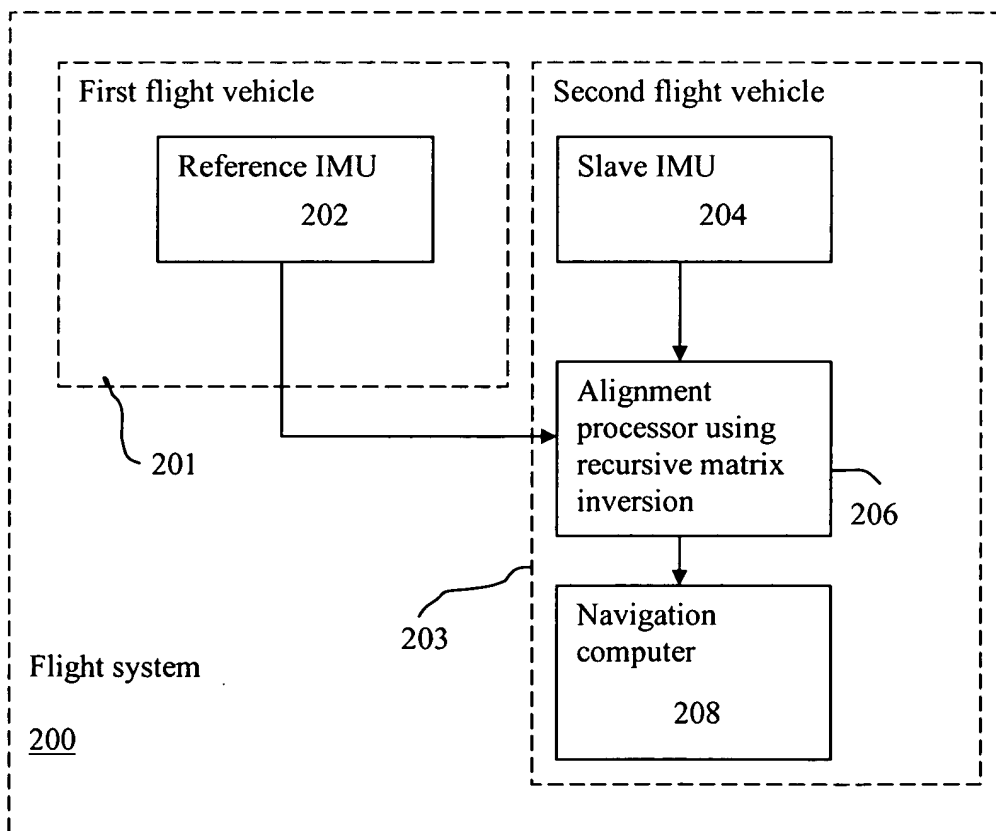 First flight vehicle
Reference IMU
202
201
Second flight vehicle
Slave IMU
204
Alignment
processor using
recursive matrix
inversion
206
203
Navigation
computer
208
Flight system
200